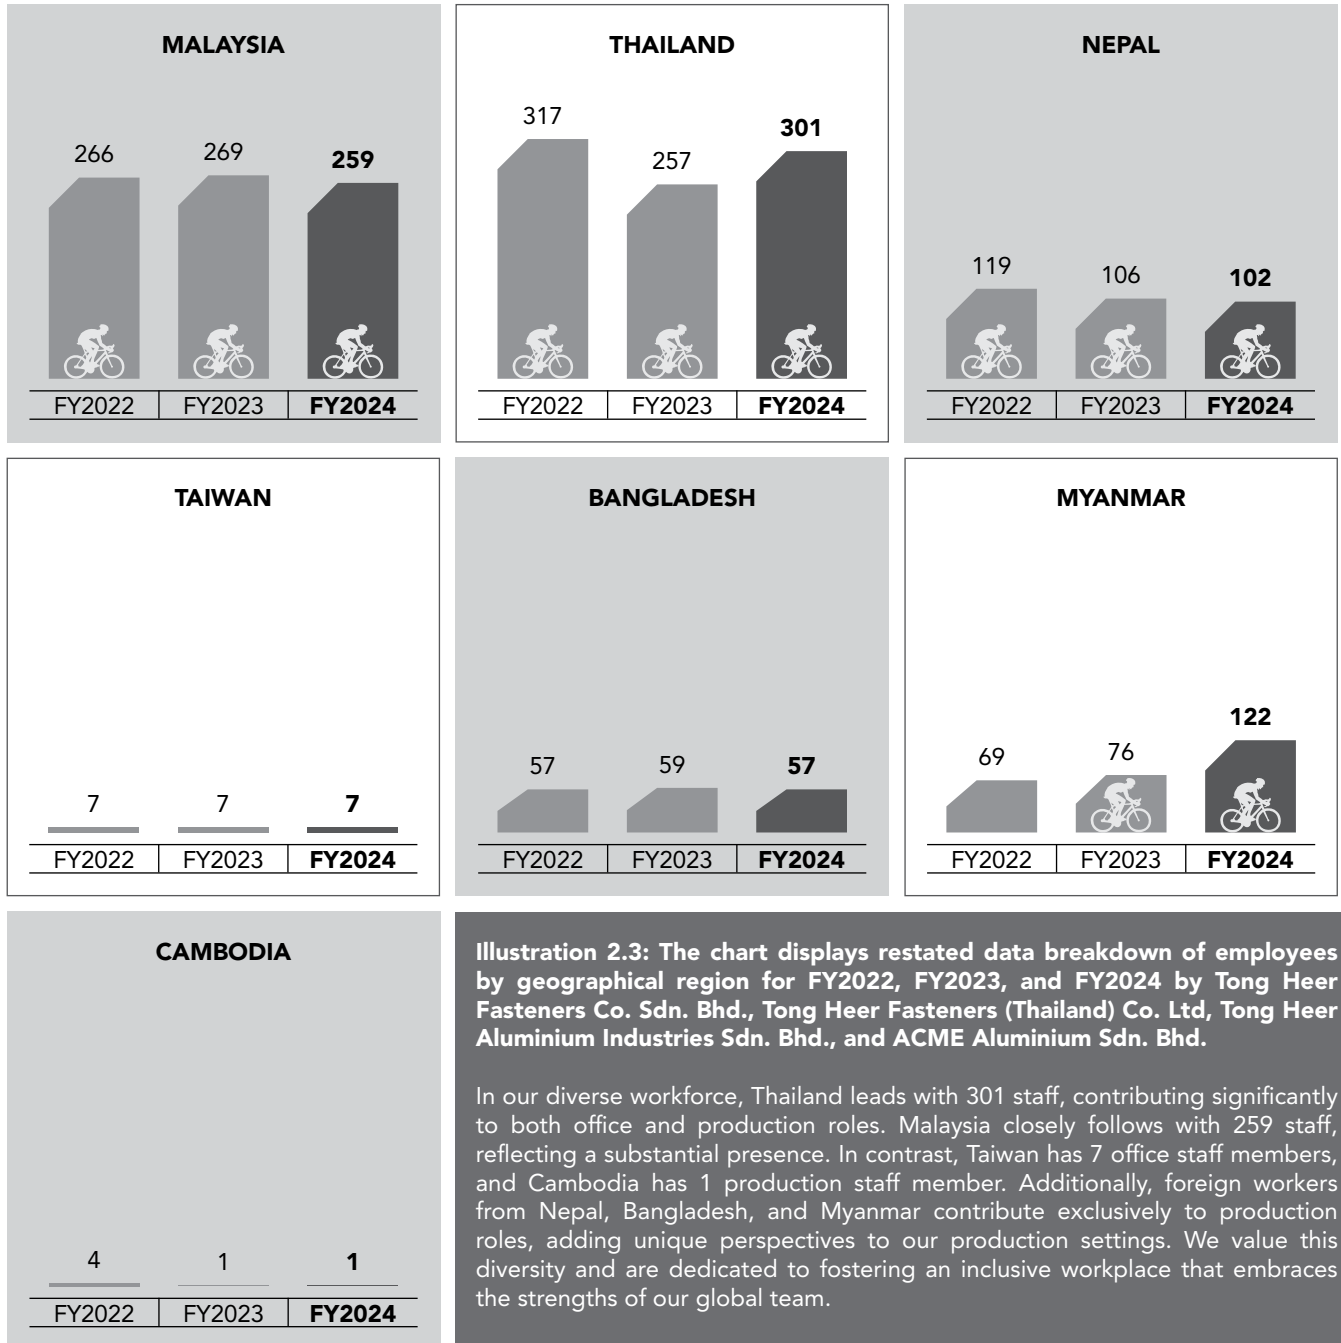 MALAYSIA
266
269
259
FY2022
FY2023
FY2024
THAILAND
317
257
301
FY2022
FY2023
FY2024
NEPAL
119
106
102
FY2022
FY2023
FY2024
TAIWAN
7
7
7
FY2022
FY2023
FY2024
BANGLADESH
57
59
57
FY2022
FY2023
FY2024
MYANMAR
69
76
122
FY2022
FY2023
FY2024
CAMBODIA
4
1
1
FY2022
FY2023
FY2024
Illustration 2.3: The chart displays restated data breakdown of employees
by geographical region for FY2022, FY2023, and FY2024 by Tong Heer
Fasteners Co. Sdn. Bhd., Tong Heer Fasteners (Thailand) Co. Ltd, Tong Heer
Aluminium Industries Sdn. Bhd., and ACME Aluminium Sdn. Bhd.
In our diverse workforce, Thailand leads with 301 staff, contributing significantly
to both office and production roles. Malaysia closely follows with 259 staff,
reflecting a substantial presence. In contrast, Taiwan has 7 office staff members,
and Cambodia has 1 production staff member. Additionally, foreign workers
from Nepal, Bangladesh, and Myanmar contribute exclusively to production
roles, adding unique perspectives to our production settings. We value this
diversity and are dedicated to fostering an inclusive workplace that embraces
the strengths of our global team.